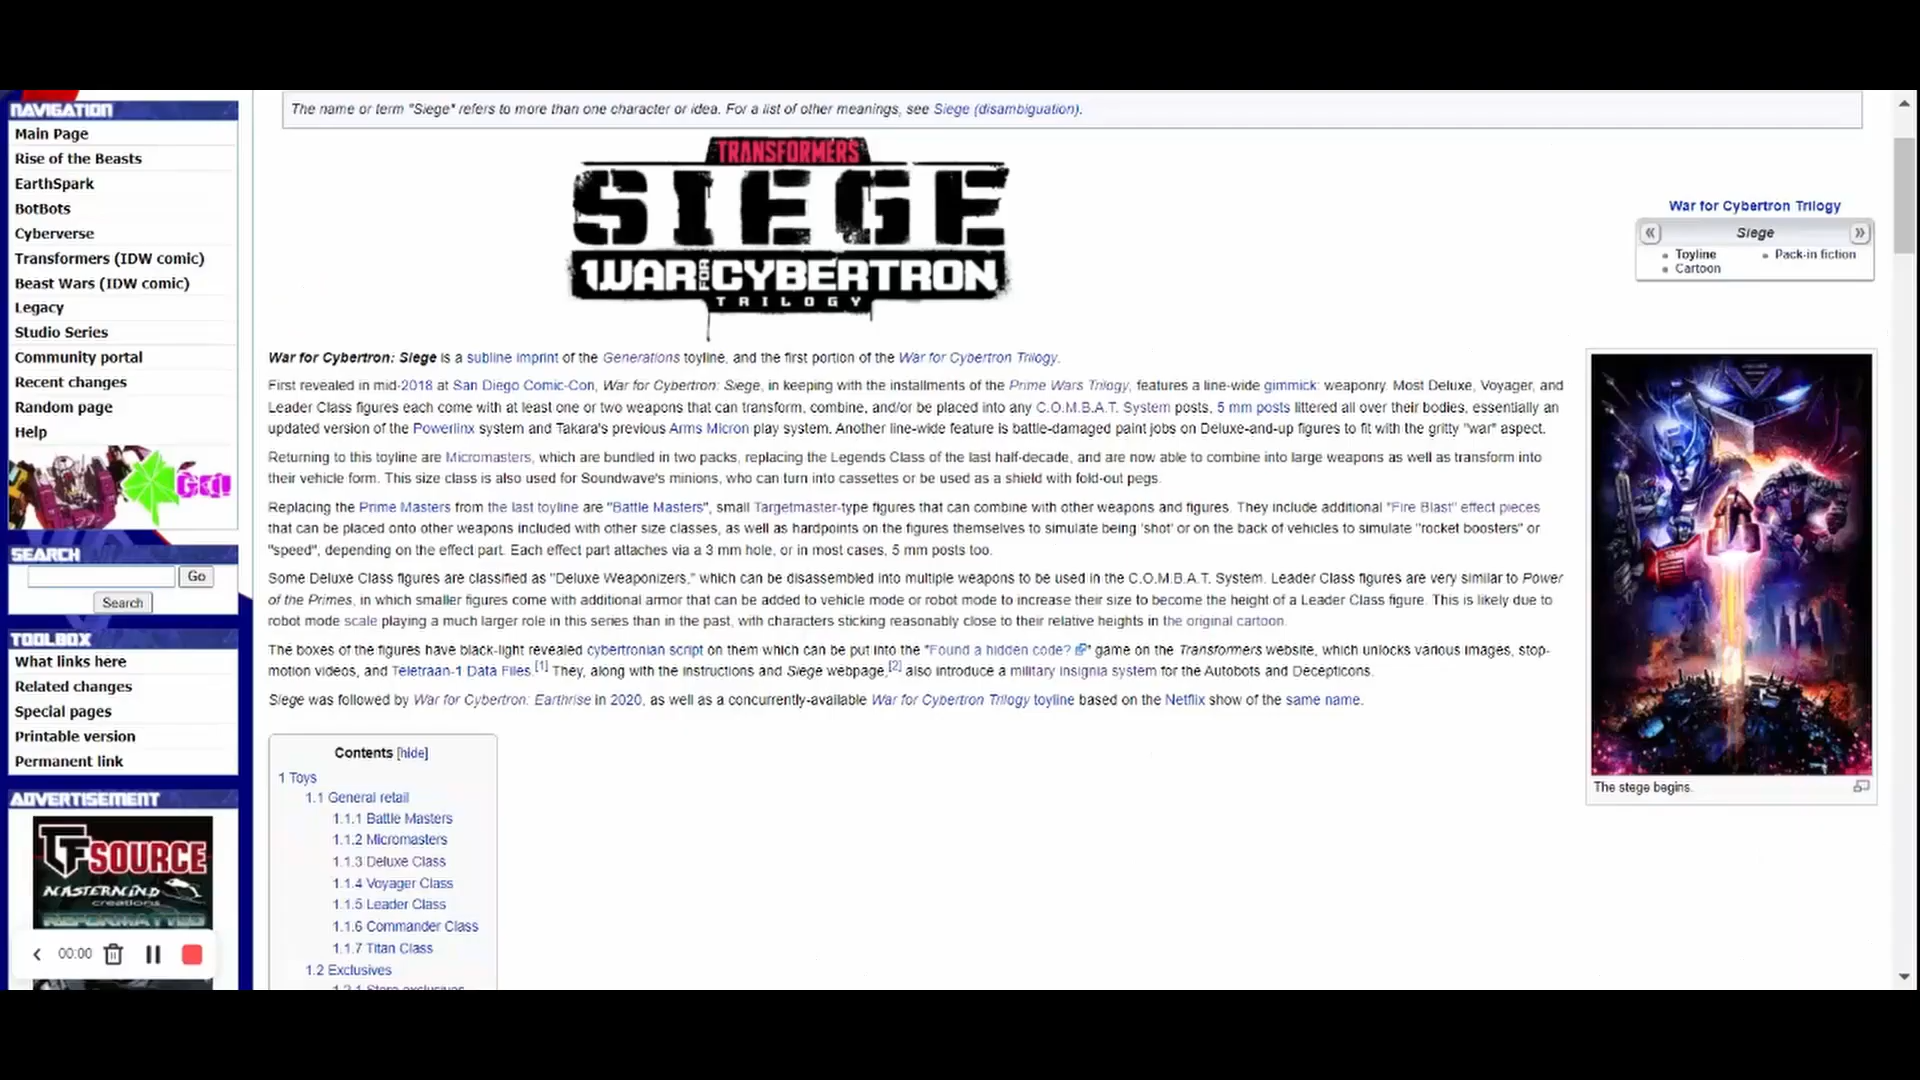 NAVIGATION
Main Page
Rise of the Beasts
EarthSpark
BotBots
Cyberverse
Transformers (IDW comic)
Beast Wars (IDW comic)
Legacy
Studio Series
Community portal
Recent changes
Random page
Help
Go!
SEARCH
Go
Search
TOOLBOX
What links here
Related changes
Special pages
Printable version
Permanent link
ADVERTISEMENT
TFSOURCE
MASTERMIND
creations
REFORMATTED
00:00
The name or term "Siege" refers to more than one character or idea. For a list of other meanings, see Siege (disambiguation).
TRANSFORMERS
SIEGE
WAR FOR CYBERTRON
TRILOGY
War for Cybertron Trilogy
« Siege »
Toyline
Pack-in fiction
Cartoon
War for Cybertron: Siege is a subline imprint of the Generations toyline, and the first portion of the War for Cybertron Trilogy.
First revealed in mid-2018 at San Diego Comic-Con, War for Cybertron: Siege, in keeping with the installments of the Prime Wars Trilogy, features a line-wide gimmick: weaponry. Most Deluxe, Voyager, and
Leader Class figures each come with at least one or two weapons that can transform, combine, and/or be placed into any C.O.M.B.A.T. System posts, 5 mm posts littered all over their bodies, essentially an
updated version of the Powerlinx system and Takara's previous Arms Micron play system. Another line-wide feature is battle-damaged paint jobs on Deluxe-and-up figures to fit with the gritty "war" aspect.
Returning to this toyline are Micromasters, which are bundled in two packs, replacing the Legends Class of the last half-decade, and are now able to combine into large weapons as well as transform into
their vehicle form. This size class is also used for Soundwave's minions, who can turn into cassettes or be used as a shield with fold-out pegs.
Replacing the Prime Masters from the last toyline are "Battle Masters", small Targetmaster-type figures that can combine with other weapons and figures. They include additional "Fire Blast" effect pieces
that can be placed onto other weapons included with other size classes, as well as hardpoints on the figures themselves to simulate being 'shot' or on the back of vehicles to simulate "rocket boosters" or
"speed", depending on the effect part. Each effect part attaches via a 3 mm hole, or in most cases, 5 mm posts too.
Some Deluxe Class figures are classified as "Deluxe Weaponizers," which can be disassembled into multiple weapons to be used in the C.O.M.B.A.T. System. Leader Class figures are very similar to Power
of the Primes, in which smaller figures come with additional armor that can be added to vehicle mode or robot mode to increase their size to become the height of a Leader Class figure. This is likely due to
robot mode scale playing a much larger role in this series than in the past, with characters sticking reasonably close to their relative heights in the original cartoon.
The boxes of the figures have black-light revealed cybertronian script on them which can be put into the "Found a hidden code?" game on the Transformers website, which unlocks various images, stop-
motion videos, and Teletraan-1 Data Files.[1] They, along with the instructions and Siege webpage,[2] also introduce a military insignia system for the Autobots and Decepticons.
Siege was followed by War for Cybertron: Earthrise in 2020, as well as a concurrently-available War for Cybertron Trilogy toyline based on the Netflix show of the same name.
The siege begins.
Contents [hide]
1 Toys
1.1 General retail
1.1.1 Battle Masters
1.1.2 Micromasters
1.1.3 Deluxe Class
1.1.4 Voyager Class
1.1.5 Leader Class
1.1.6 Commander Class
1.1.7 Titan Class
1.2 Exclusives
1.2.1 Store exclusives